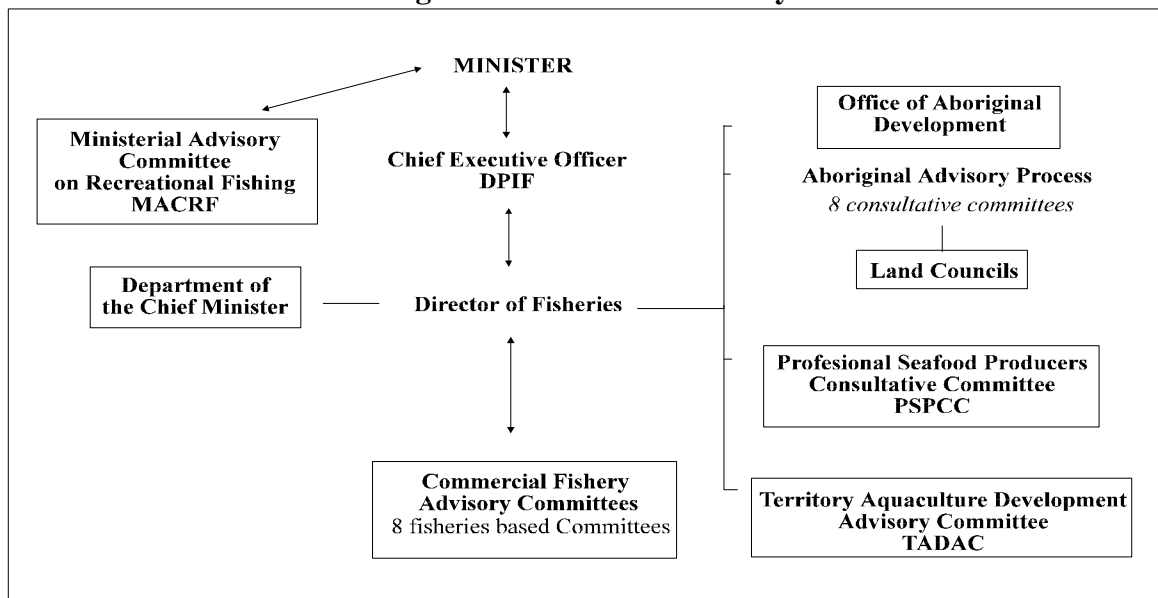 MINISTER
Ministerial Advisory
Committee
on Recreational Fishing
MACRF
Chief Executive Officer
DPIF
Office of Aboriginal
Development
Aboriginal Advisory Process
8 consultative committees
Land Councils
Department of
the Chief Minister
Director of Fisheries
Profesional Seafood Producers
Consultative Committee
PSPCC
Commercial Fishery
Advisory Committees
8 fisheries based Committees
Territory Aquaculture Development
Advisory Committee
TADAC